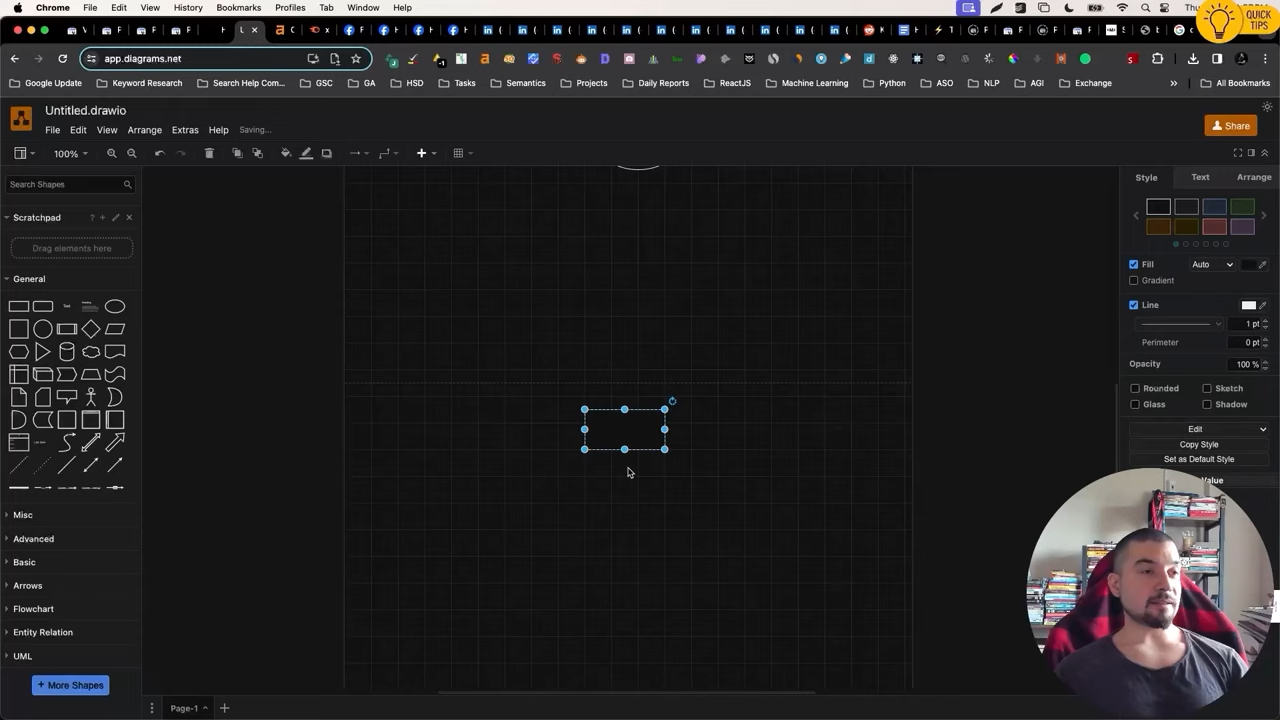 Chrome File Edit View History Bookmarks Profiles Tab Window Help
QUICK
TIPS
app.diagrams.net
Google Update Keyword Research Search Help Com... GSC GA HSD Tasks Semantics Projects Daily Reports ReactJS Machine Learning Python ASO NLP AGI Exchange » All Bookmarks
Untitled.drawio
File Edit View Arrange Extras Help Saving...
Share
100%
Search Shapes
Style Text Arrange
Scratchpad
Drag elements here
General
Fill Auto
Gradient
Line
1 pt
Perimeter 0 pt
Opacity 100 %
Rounded Sketch
Glass Shadow
Edit
Copy Style
Set as Default Style
Value
Misc
Advanced
Basic
Arrows
Flowchart
Entity Relation
UML
+ More Shapes
Page-1